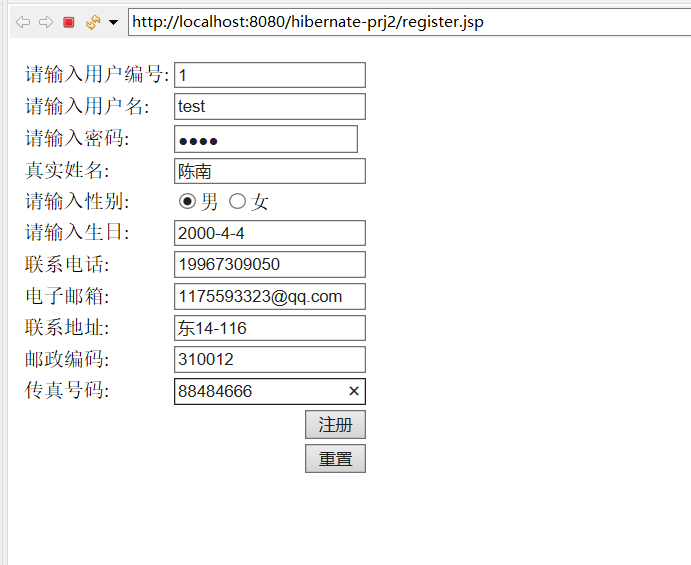 http://localhost:8080/hibernate-prj2/register.jsp
请输入用户编号: 1
请输入用户名: test
请输入密码: ●●●●
真实姓名: 陈南
请输入性别: 男 女
请输入生日: 2000-4-4
联系电话: 19967309050
电子邮箱: 1175593323@qq.com
联系地址: 东14-116
邮政编码: 310012
传真号码: 88484666
注册
重置